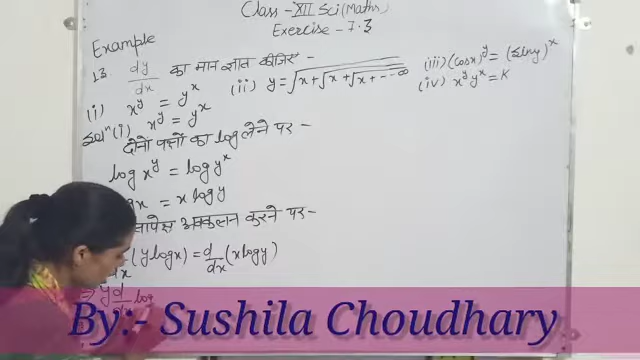 Class-XII Sci(Maths)
Exercise-7.3
Example
13. dy/dx का मान ज्ञात कीजिए -
(i) x^y = y^x (ii) y=√x+√x+√x+---∞ (iii) (cosx)^y = (siny)^x
(iv) x^y y^x = K
Solⁿ (i) x^y = y^x
दोनों पक्षों का log लेने पर -
log x^y = log y^x
= x log y
अवकलन करने पर -
(y log x) = d/dx (x log y)
y d
By:- Sushila Choudhary